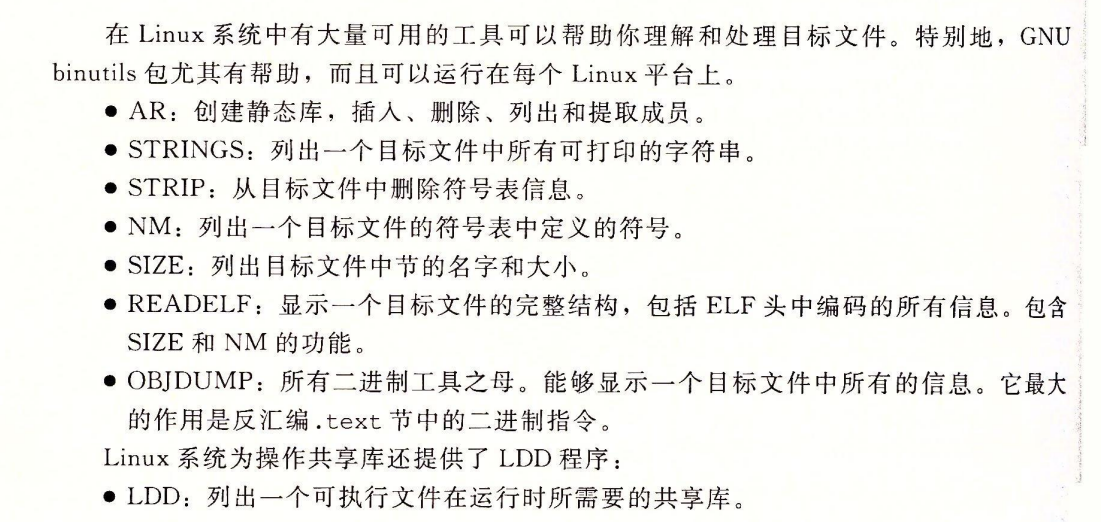 在 Linux 系统中有大量可用的工具可以帮助你理解和处理目标文件。特别地，GNU
binutils 包尤其有帮助，而且可以运行在每个 Linux 平台上。
● AR：创建静态库，插入、删除、列出和提取成员。
● STRINGS：列出一个目标文件中所有可打印的字符串。
● STRIP：从目标文件中删除符号表信息。
● NM：列出一个目标文件的符号表中定义的符号。
● SIZE：列出目标文件中节的名字和大小。
● READELF：显示一个目标文件的完整结构，包括 ELF 头中编码的所有信息。包含
SIZE 和 NM 的功能。
● OBJDUMP：所有二进制工具之母。能够显示一个目标文件中所有的信息。它最大
的作用是反汇编.text 节中的二进制指令。
Linux 系统为操作共享库还提供了 LDD 程序：
● LDD：列出一个可执行文件在运行时所需要的共享库。